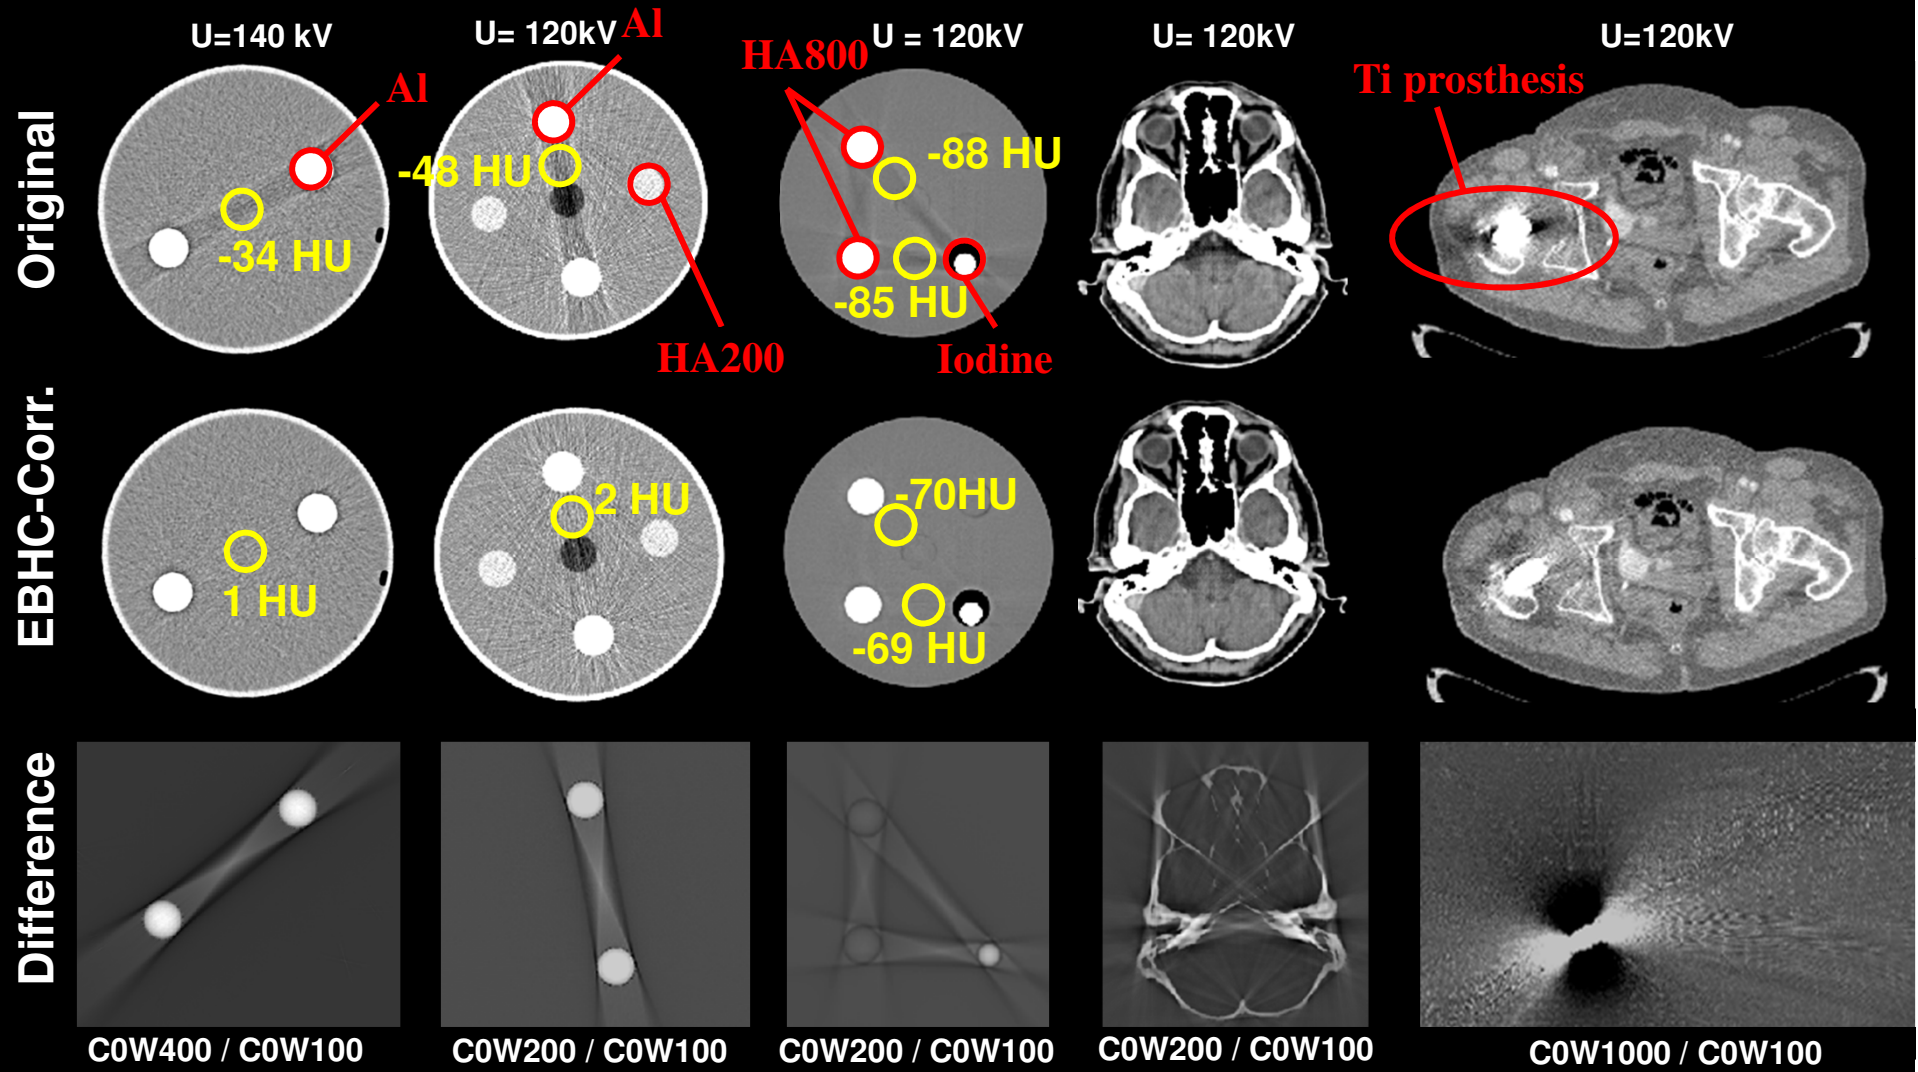 U=140 kV
U= 120kV
Al
U = 120kV
U= 120kV
U=120kV
HA800
Al
Ti prosthesis
Original
-34 HU
-48 HU
-88 HU
-85 HU
HA200
Iodine
EBHC-Corr.
1 HU
2 HU
-70HU
-69 HU
Difference
C0W400 / C0W100
C0W200 / C0W100
C0W200 / C0W100
C0W200 / C0W100
C0W1000 / C0W100